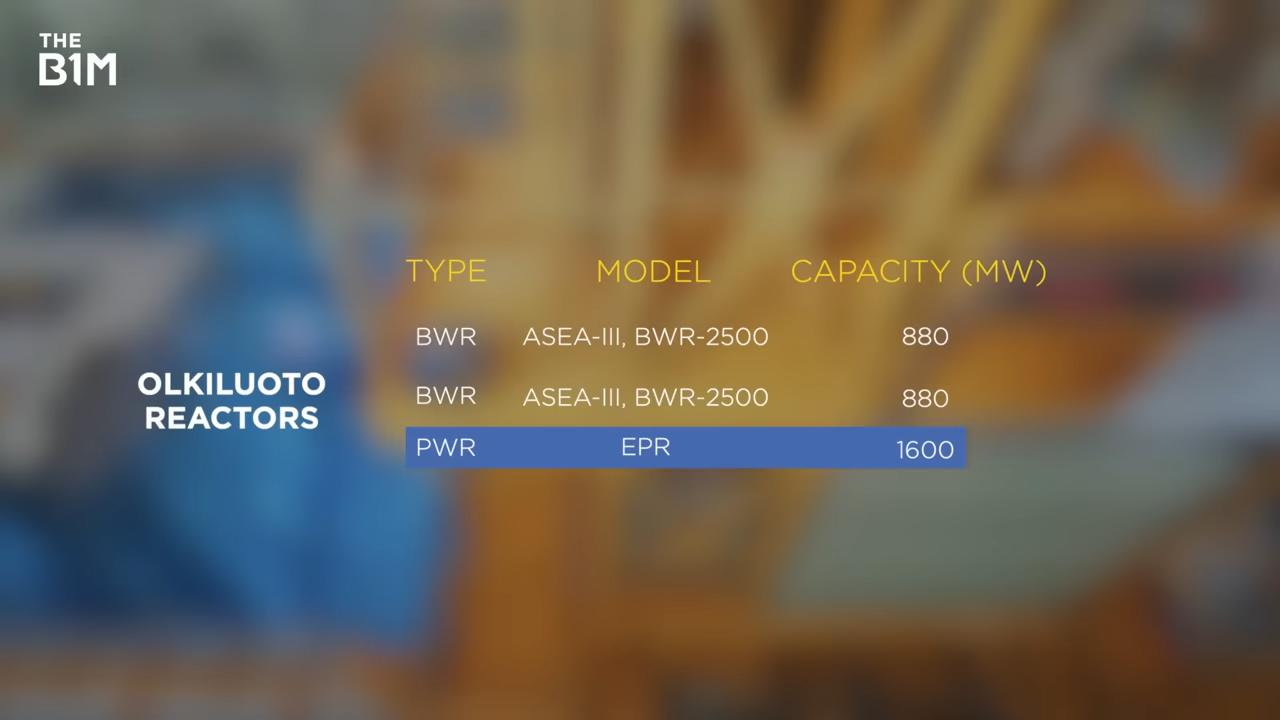 THE
B1M
TYPE MODEL CAPACITY (MW)
BWR ASEA-III, BWR-2500 880
OLKILUOTO
REACTORS
BWR ASEA-III, BWR-2500 880
PWR EPR 1600